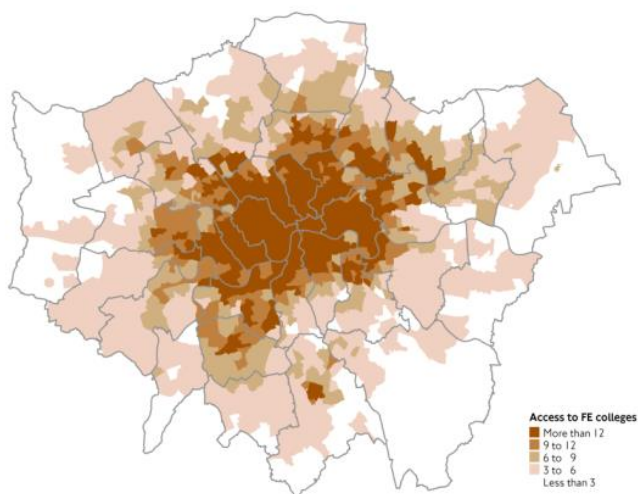 Access to FE colleges
More than 12
9 to 12
6 to 9
3 to 6
Less than 3